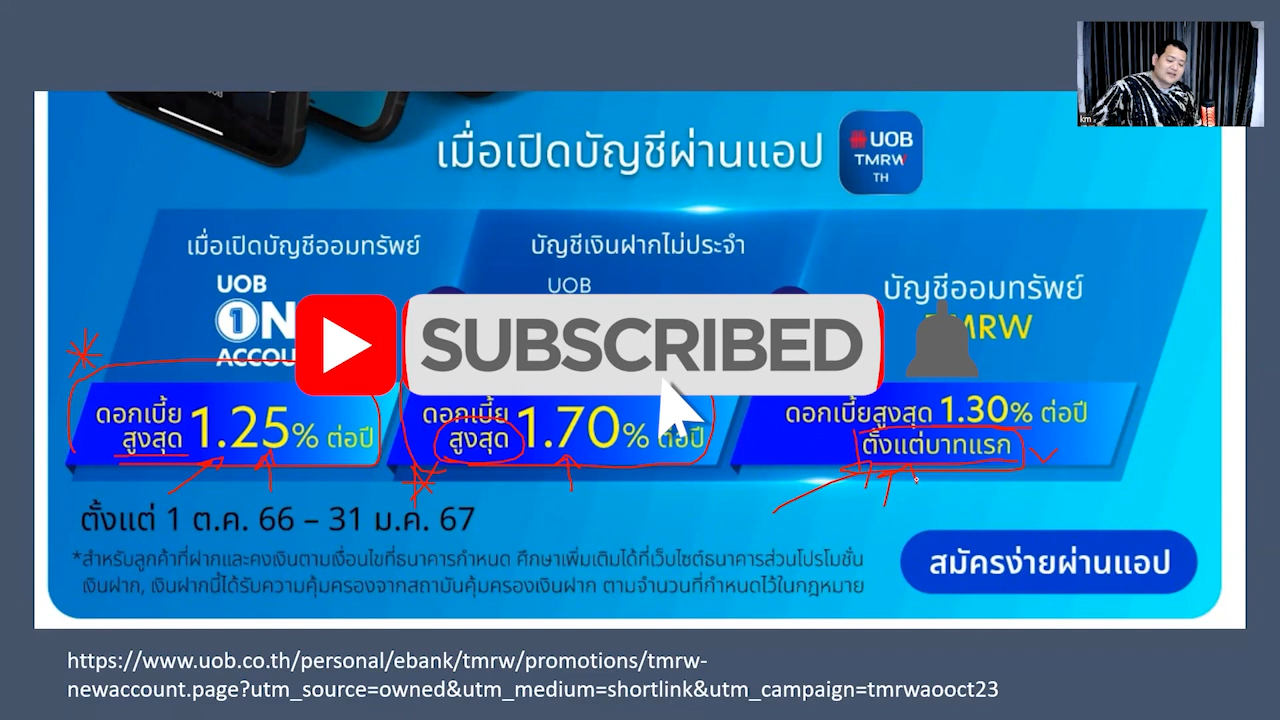 km
เมื่อเปิดบัญชีผ่านแอป
UOB
TMRW
TH
เมื่อเปิดบัญชีออมทรัพย์
UOB
ONE
ACCOU
บัญชีเงินฝากไม่ประจำ
UOB
บัญชีออมทรัพย์
TMRW
SUBSCRIBED
ดอกเบี้ย
สูงสุด 1.25% ต่อปี
ดอกเบี้ย
สูงสุด 1.70% ต่อปี
ดอกเบี้ยสูงสุด 1.30% ต่อปี
ตั้งแต่บาทแรก
ตั้งแต่ 1 ต.ค. 66 – 31 ม.ค. 67
*สำหรับลูกค้าที่ฝากและคงเงินตามเงื่อนไขที่ธนาคารกำหนด ศึกษาเพิ่มเติมได้ที่เว็บไซต์ธนาคารส่วนโปรโมชั่น
เงินฝาก, เงินฝากนี้ได้รับความคุ้มครองจากสถาบันคุ้มครองเงินฝาก ตามจำนวนที่กำหนดไว้ในกฎหมาย
สมัครง่ายผ่านแอป
https://www.uob.co.th/personal/ebank/tmrw/promotions/tmrw-
newaccount.page?utm_source=owned&utm_medium=shortlink&utm_campaign=tmrwaooct23